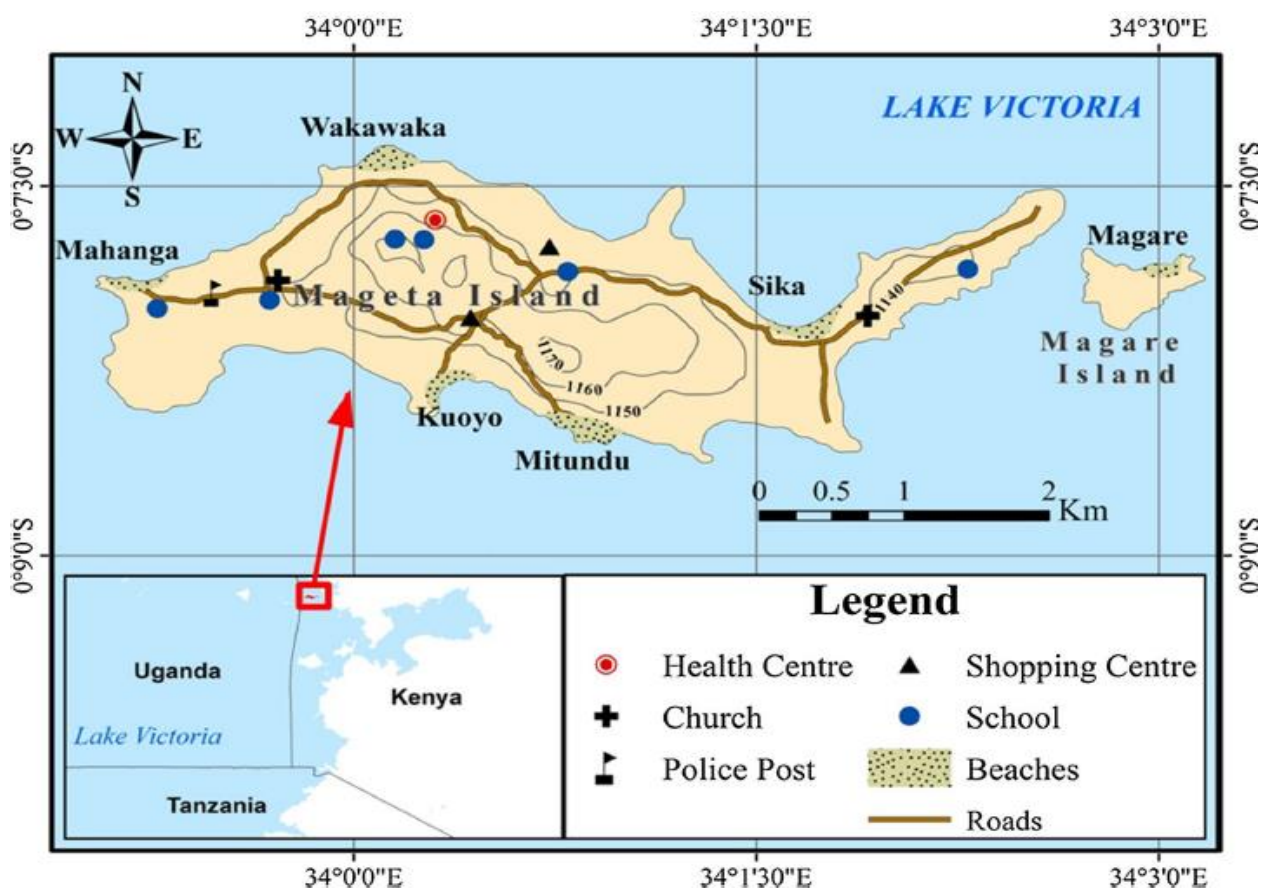 34°0'0"E
34°1'30"E
34°3'0"E
N
W
E
S
LAKE VICTORIA
Wakawaka
0°7'30"S
0°7'30"S
Mahanga
Magare
Sika
Mageta Island
1140
Magare
Island
1170
1160
1150
Kuoyo
Mitundu
0 0.5 1 2
Km
0°9'0"S
0°9'0"S
Uganda
Kenya
Lake Victoria
Tanzania
Legend
Health Centre
Shopping Centre
Church
School
Police Post
Beaches
Roads
34°0'0"E
34°1'30"E
34°3'0"E